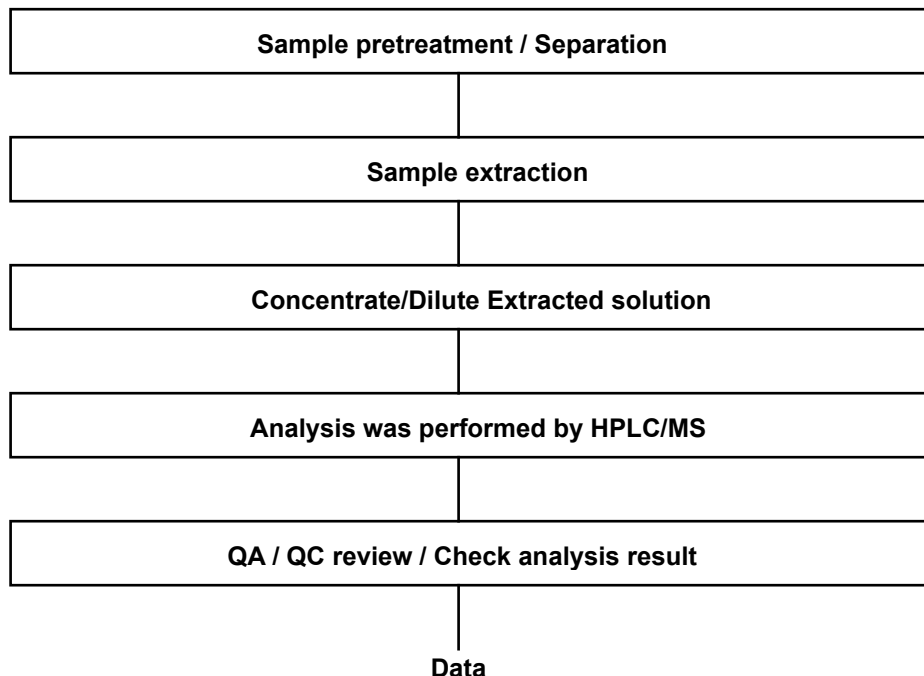 Sample pretreatment / Separation
Sample extraction
Concentrate/Dilute Extracted solution
Analysis was performed by HPLC/MS
QA / QC review / Check analysis result
Data